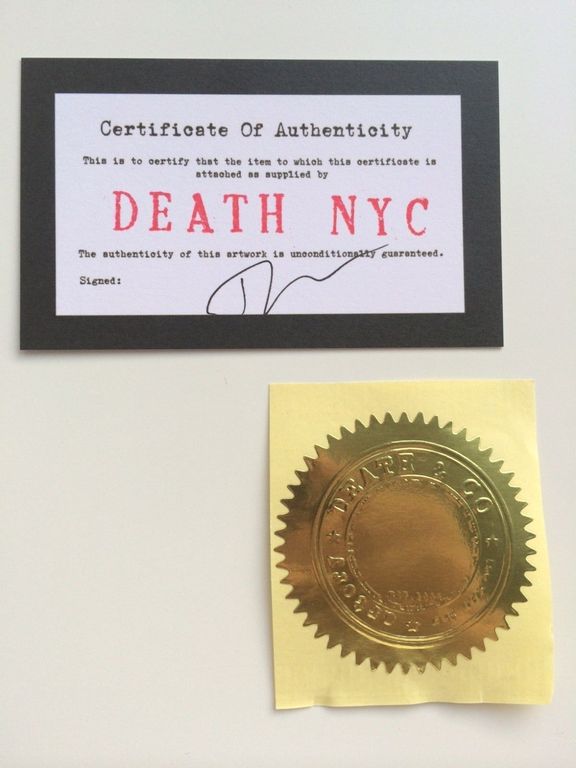 Certificate Of Authenticity
This is to certify that the item to which this certificate is
attached as supplied by
DEATH NYC
The authenticity of this artwork is unconditionally guaranteed.
Signed:
DEATH & CO